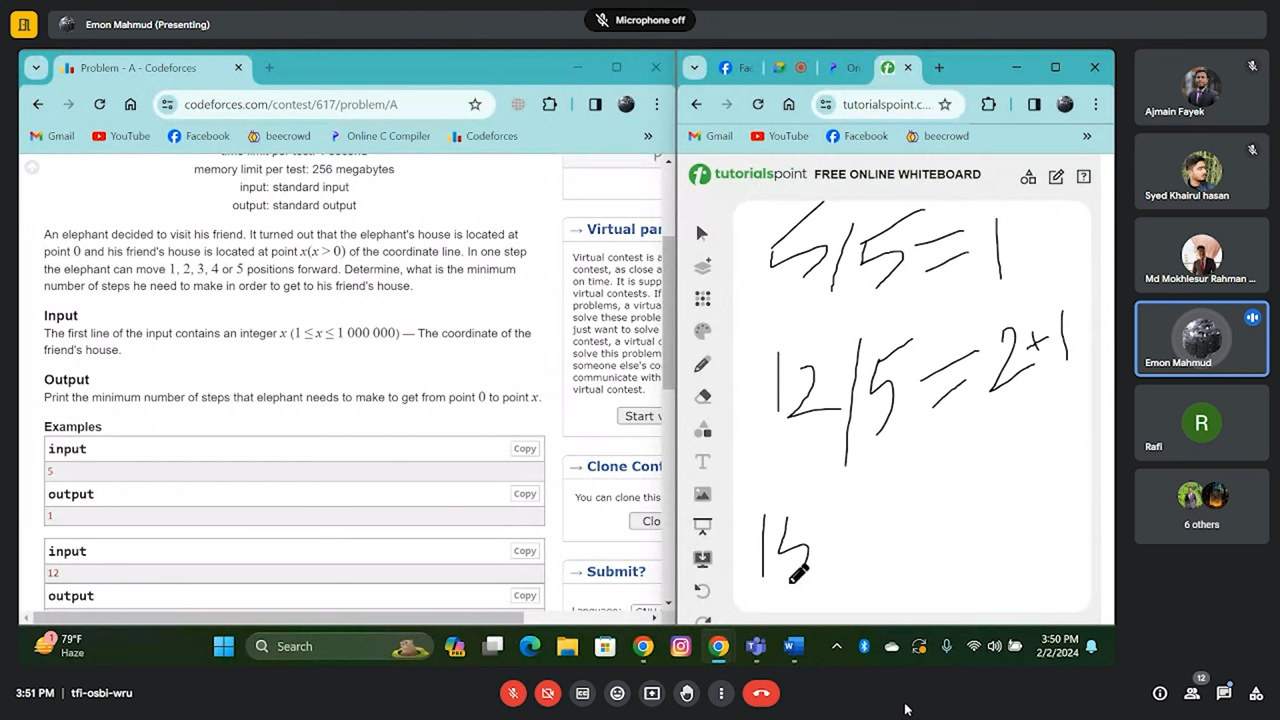 Emon Mahmud (Presenting)
Microphone off
Problem - A - Codeforces
codeforces.com/contest/617/problem/A
Gmail YouTube Facebook beecrowd Online C Compiler Codeforces »
memory limit per test: 256 megabytes
input: standard input
output: standard output
An elephant decided to visit his friend. It turned out that the elephant's house is located at
point 0 and his friend's house is located at point x(x > 0) of the coordinate line. In one step
the elephant can move 1, 2, 3, 4 or 5 positions forward. Determine, what is the minimum
number of steps he need to make in order to get to his friend's house.
Input
The first line of the input contains an integer x (1 ≤ x ≤ 1 000 000) — The coordinate of the
friend's house.
Output
Print the minimum number of steps that elephant needs to make to get from point 0 to point x.
Examples
input Copy
5
output Copy
1
input Copy
12
output Copy
→ Virtual par
Virtual contest is a
contest, as close a
on time. It is supp
virtual contests. If
problems, a virtua
just want to solve
contest, a virtual c
solve this problem
someone else's co
communicate with
virtual contest.
Start v
→ Clone Cont
You can clone this
Clo
→ Submit?
Fac On
tutorialspoint.c...
Gmail YouTube Facebook beecrowd »
tutorialspoint FREE ONLINE WHITEBOARD
5/5=1
12/5=2+1
15
Ajmain Fayek
Syed Khairul hasan
Md Mokhlesur Rahman ...
Emon Mahmud
R
Rafi
6 others
1
79°F
Haze
Search
3:50 PM
2/2/2024
3:51 PM | tfi-osbi-wru
12